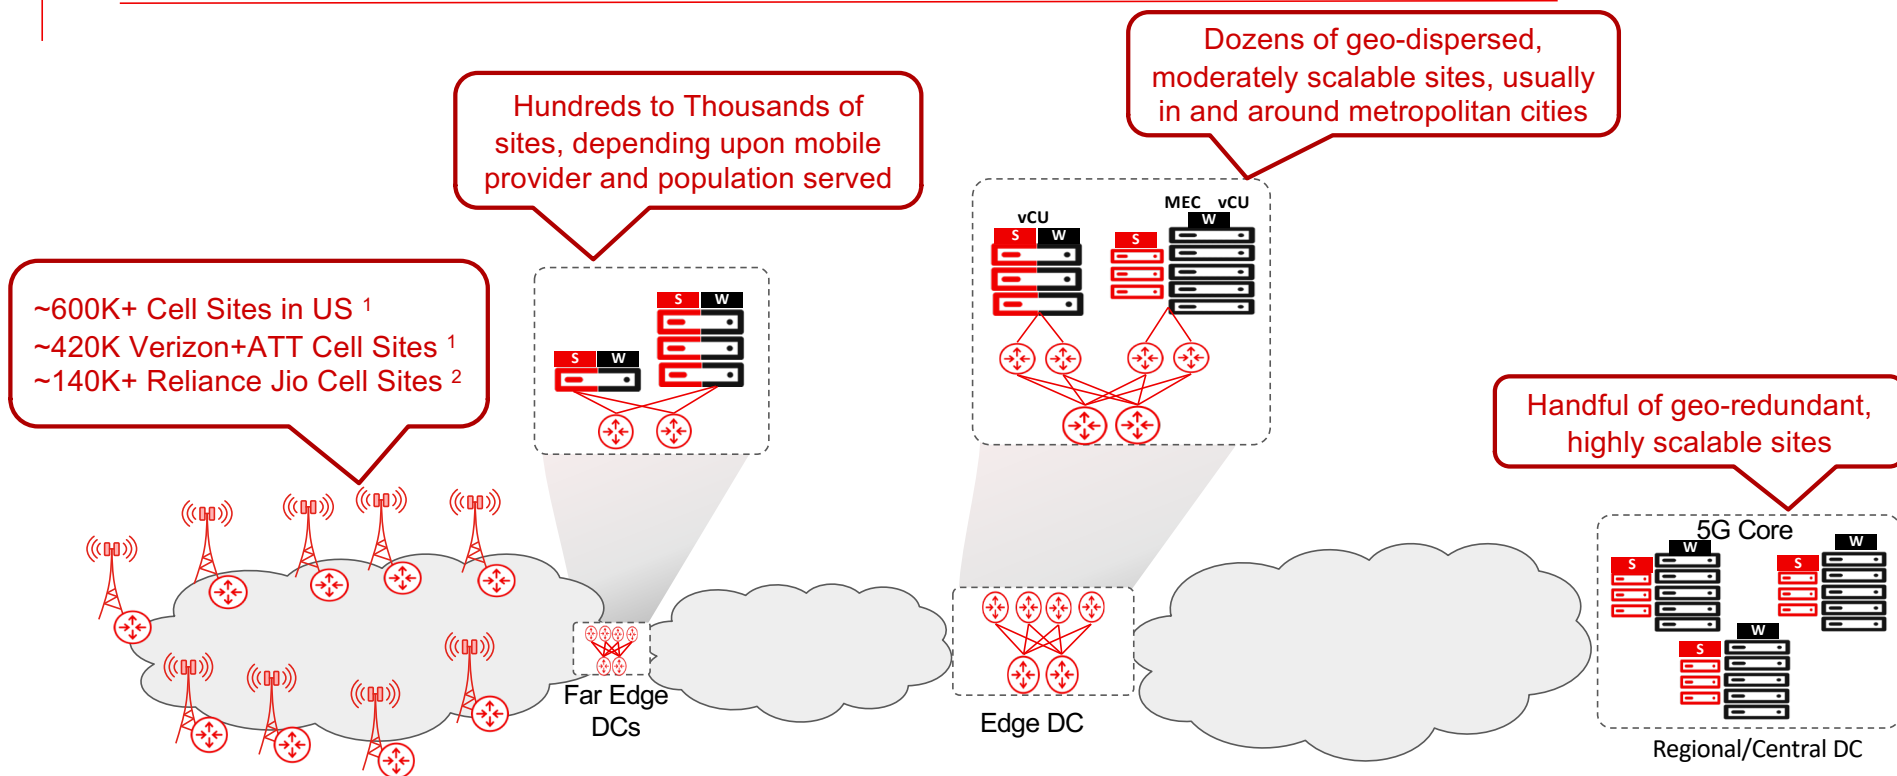 Dozens of geo-dispersed,
moderately scalable sites, usually
in and around metropolitan cities
Hundreds to Thousands of
sites, depending upon mobile
provider and population served
~600K+ Cell Sites in US ¹
~420K Verizon+ATT Cell Sites ¹
~140K+ Reliance Jio Cell Sites ²
S W
S W
vCU
S W
MEC vCU
W
S
Handful of geo-redundant,
highly scalable sites
5G Core
W
S
W
S
W
S
Far Edge
DCs
Edge DC
Regional/Central DC